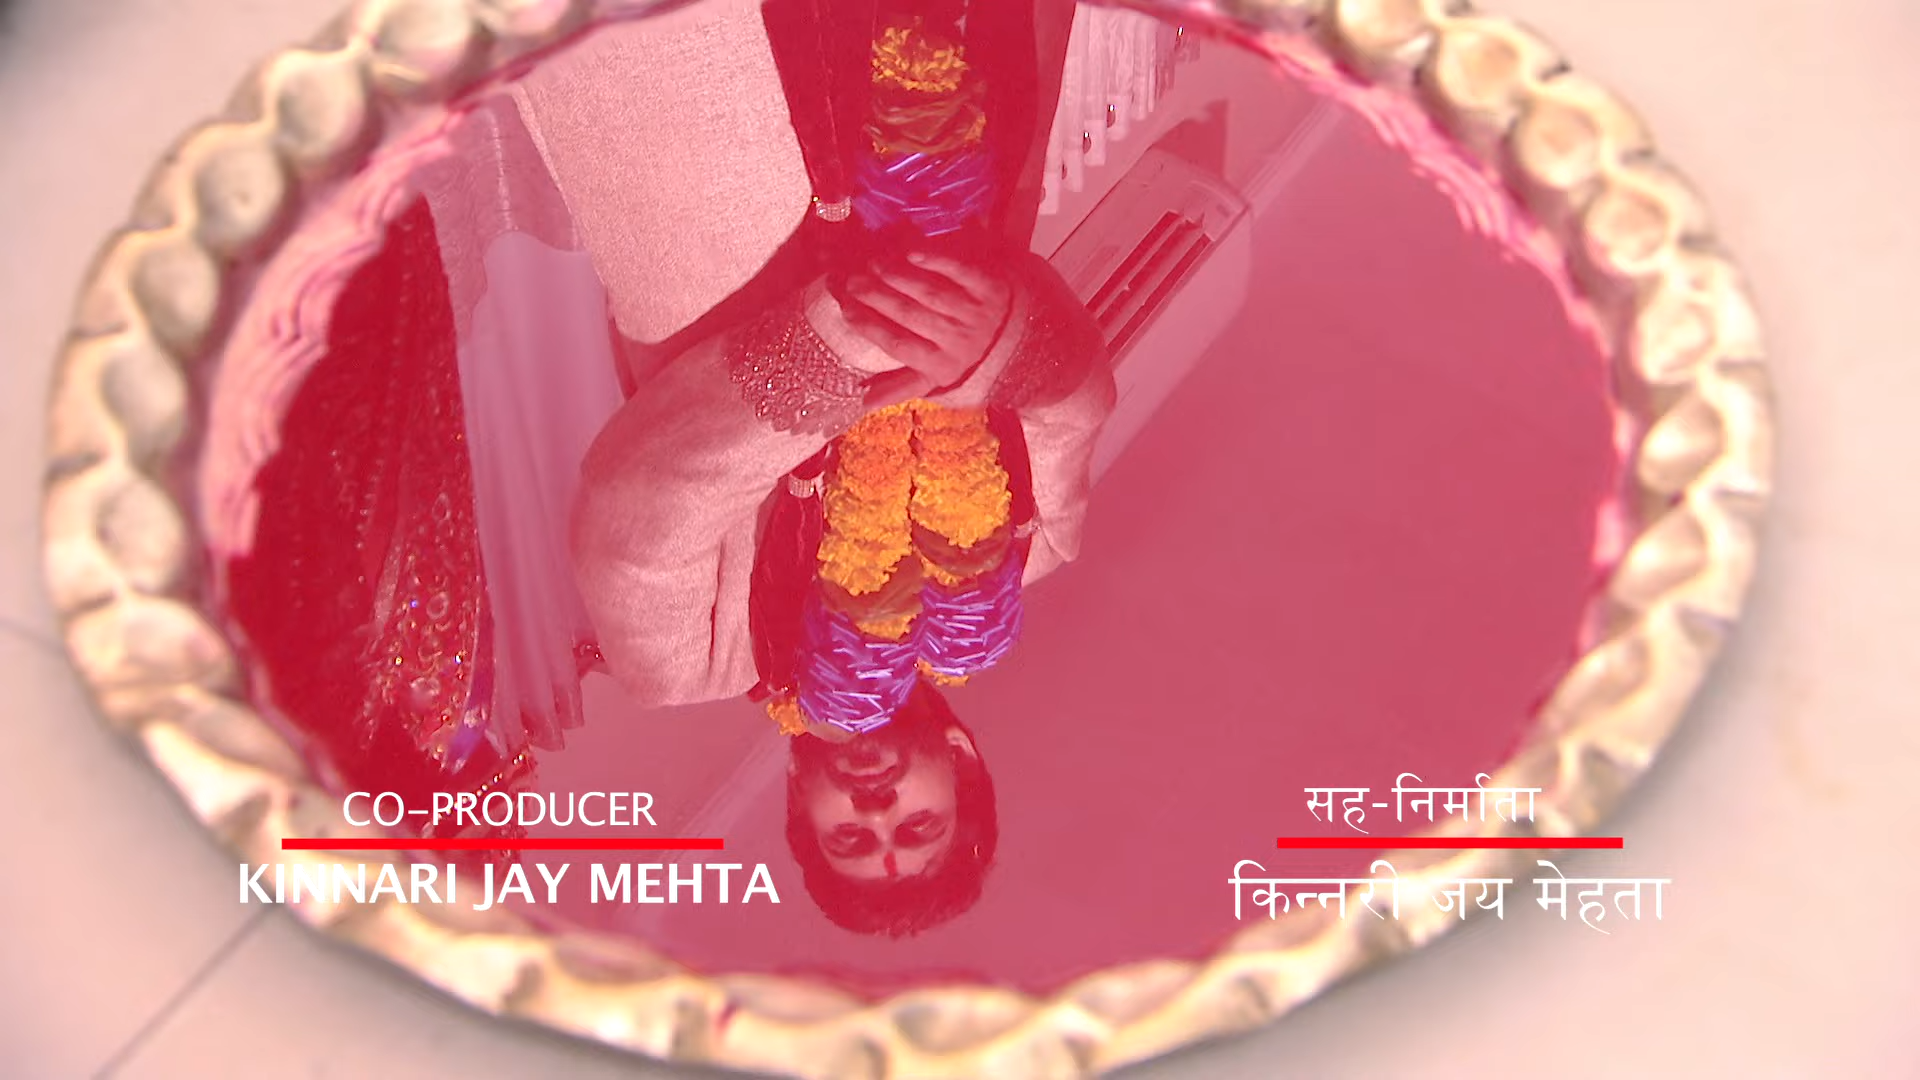 CO-PRODUCER
KINNARI JAY MEHTA
सह-निर्माता
किन्नरी जय मेहता